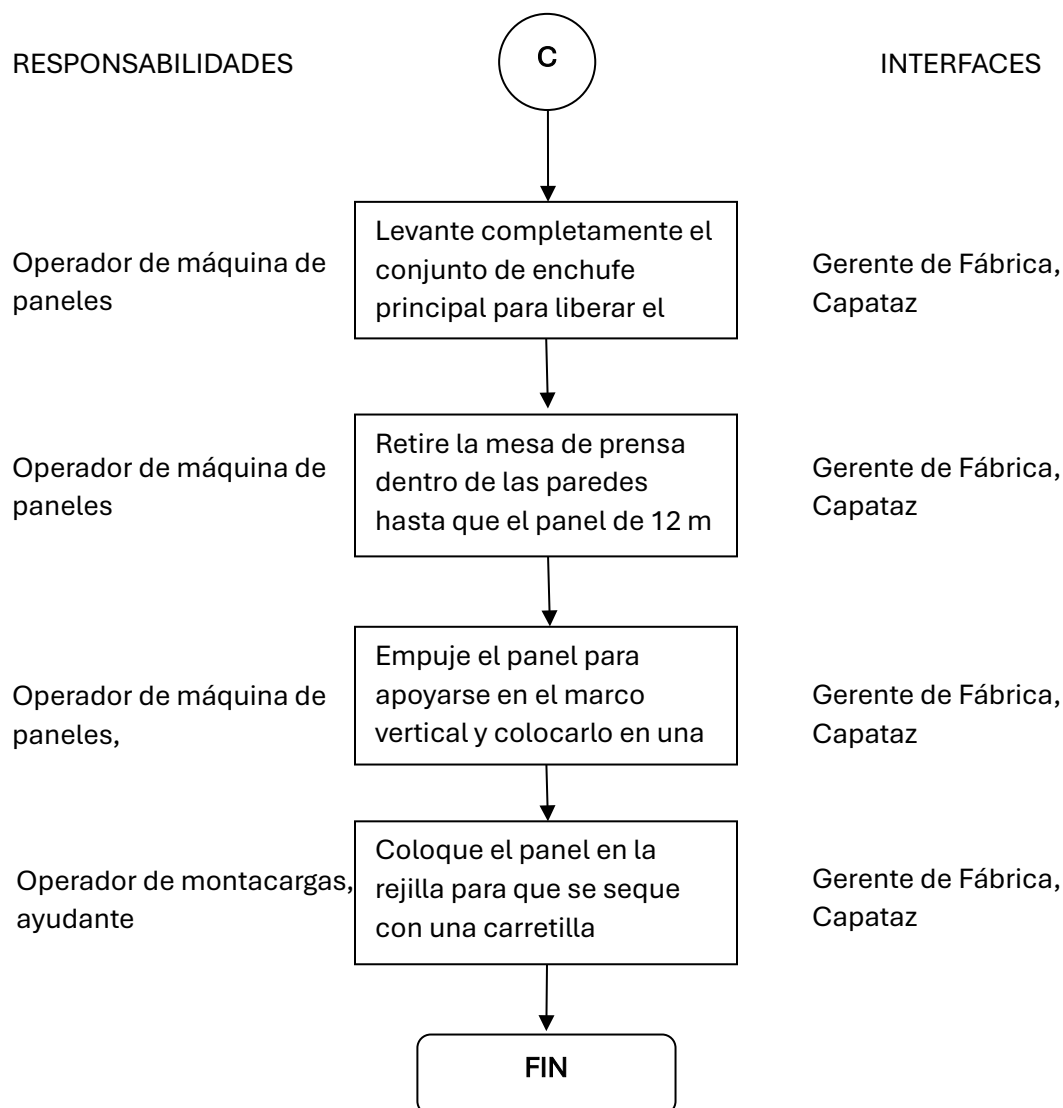 RESPONSABILIDADES
C
INTERFACES
Operador de máquina de
paneles
Levante completamente el
conjunto de enchufe
principal para liberar el
Gerente de Fábrica,
Capataz
Operador de máquina de
paneles
Retire la mesa de prensa
dentro de las paredes
hasta que el panel de 12 m
Gerente de Fábrica,
Capataz
Operador de máquina de
paneles,
Empuje el panel para
apoyarse en el marco
vertical y colocarlo en una
Gerente de Fábrica,
Capataz
Operador de montacargas,
ayudante
Coloque el panel en la
rejilla para que se seque
con una carretilla
Gerente de Fábrica,
Capataz
FIN